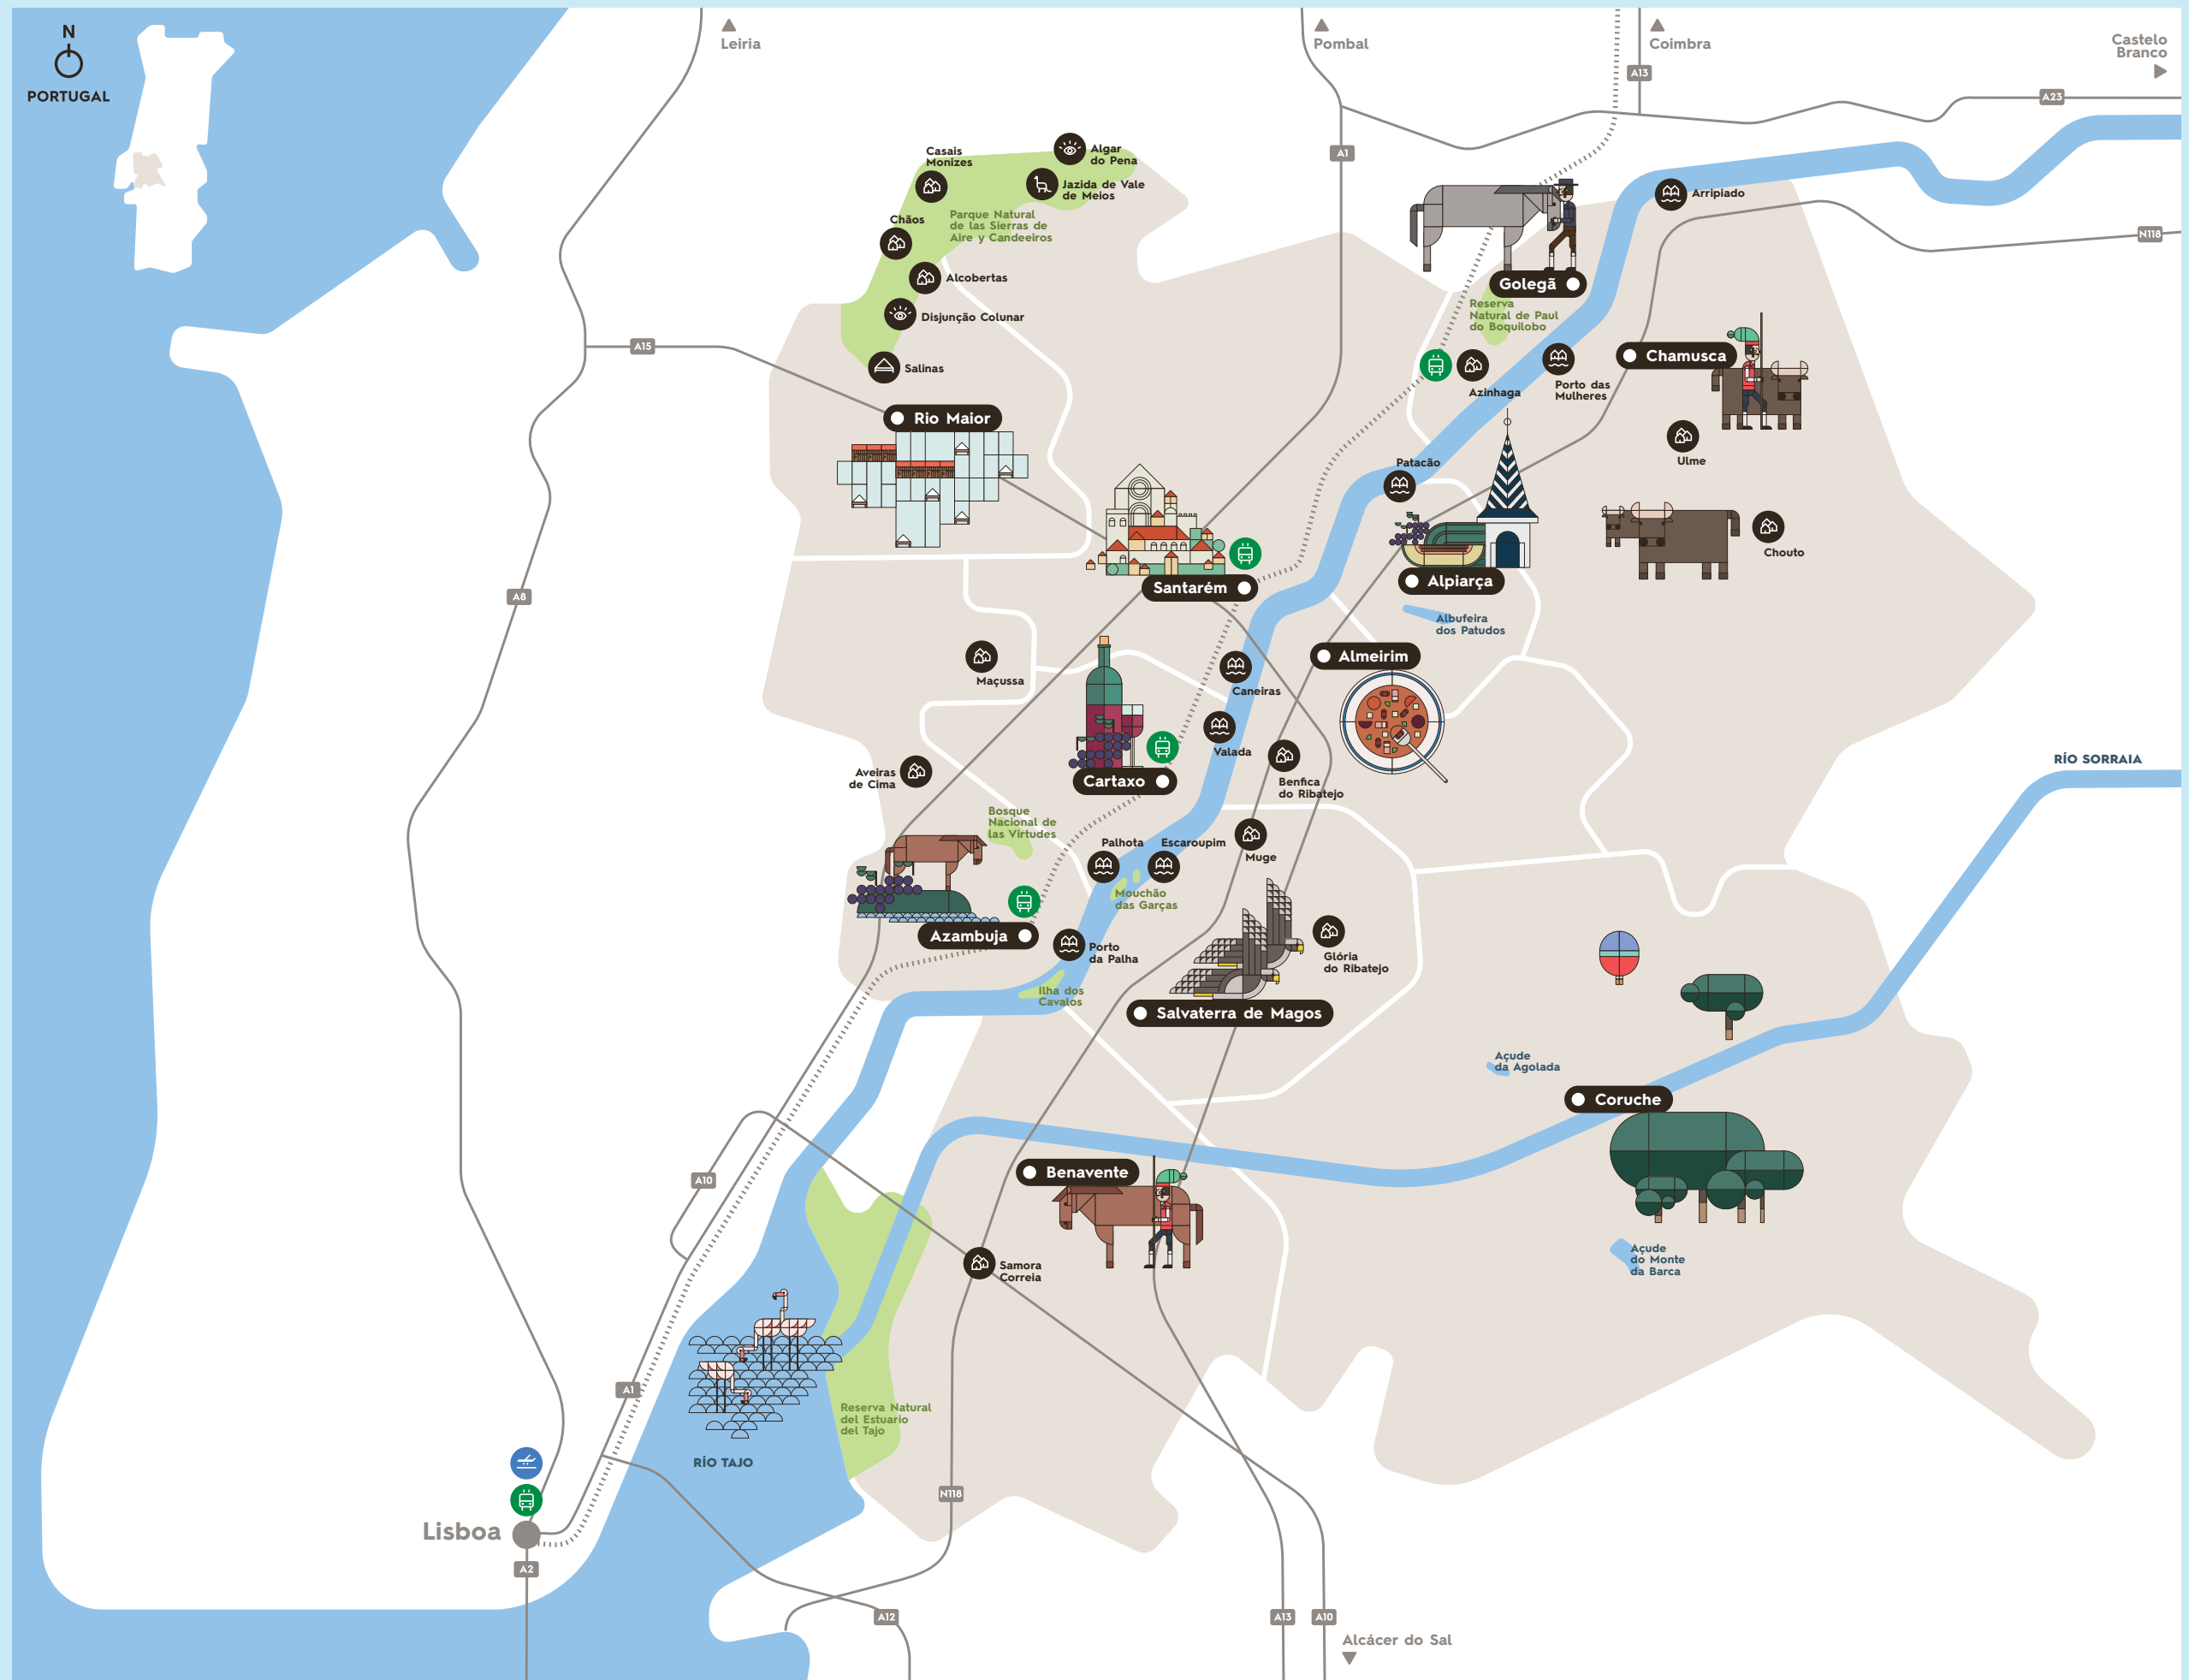 N
PORTUGAL
Leiria
Pombal
Coimbra
Castelo
Branco
A13
A23
A1
N118
Casais
Monizes
Algar
do Pena
Jazida de Vale
de Meios
Parque Natural
de las Sierras de
Aire y Candeeiros
Chãos
Alcobertas
Disjunção Colunar
Salinas
Arripiado
Golegã
Reserva
Natural de Paul
do Boquilobo
A15
Rio Maior
Chamusca
Azinhaga
Porto das
Mulheres
Ulme
Patacão
Chouto
Alpiarça
Santarém
A8
Albufeira
dos Patudos
Almeirim
Maçussa
Caneiras
Valada
Cartaxo
Benfica
do Ribatejo
Aveiras
de Cima
RÍO SORRAIA
Bosque
Nacional de
las Virtudes
Palhota
Escaroupim
Muge
Mouchão
das Garças
Azambuja
Porto
da Palha
Glória
do Ribatejo
Ilha dos
Cavalos
Salvaterra de Magos
Açude
da Agolada
Coruche
A10
Benavente
Samora
Correia
Açude
do Monte
da Barca
A1
Reserva Natural
del Estuario
del Tajo
RÍO TAJO
N118
Lisboa
A2
A12
A13
A10
Alcácer do Sal